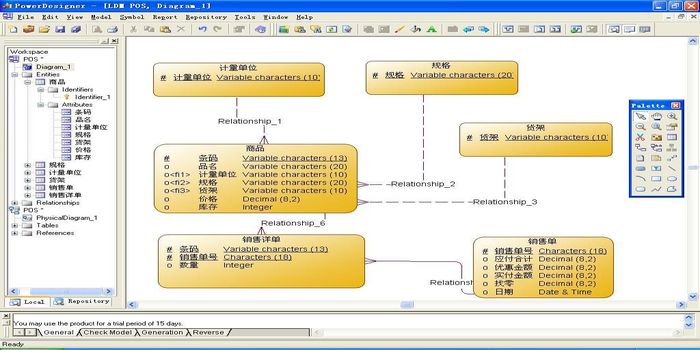 PowerDesigner - [LDM POS, Diagram_1]
File Edit View Model Symbol Report Repository Tools Window Help
Workspace
POS *
Diagram_1
Entities
商品
Identifiers
Identifier_1
Attributes
条码
品名
计量单位
规格
货架
价格
库存
规格
计量单位
货架
销售单
销售详单
Relationships
POS *
PhysicalDiagram_1
Tables
References
Local Repository
计量单位
# 计量单位 Variable characters (10)
规格
# 规格 Variable characters (20)
货架
# 货架 Variable characters (10)
Relationship_1
商品
# 条码 Variable characters (13)
o 品名 Variable characters (20)
o<fi1> 计量单位 Variable characters (10)
o<fi2> 规格 Variable characters (20)
o<fi3> 货架 Variable characters (10)
o 价格 Decimal (8,2)
o 库存 Integer
Relationship_2
Relationship_3
Relationship_6
销售详单
# 条码 Variable characters (13)
# 销售单号 Characters (18)
o 数量 Integer
Relationsh
销售单
# 销售单号 Characters (18)
o 应付合计 Decimal (8,2)
o 优惠金额 Decimal (8,2)
o 实付金额 Decimal (8,2)
o 找零 Decimal (8,2)
o 日期 Date & Time
Palette
You may use the product for a trial period of 15 days.
General Check Model Generation Reverse
Ready